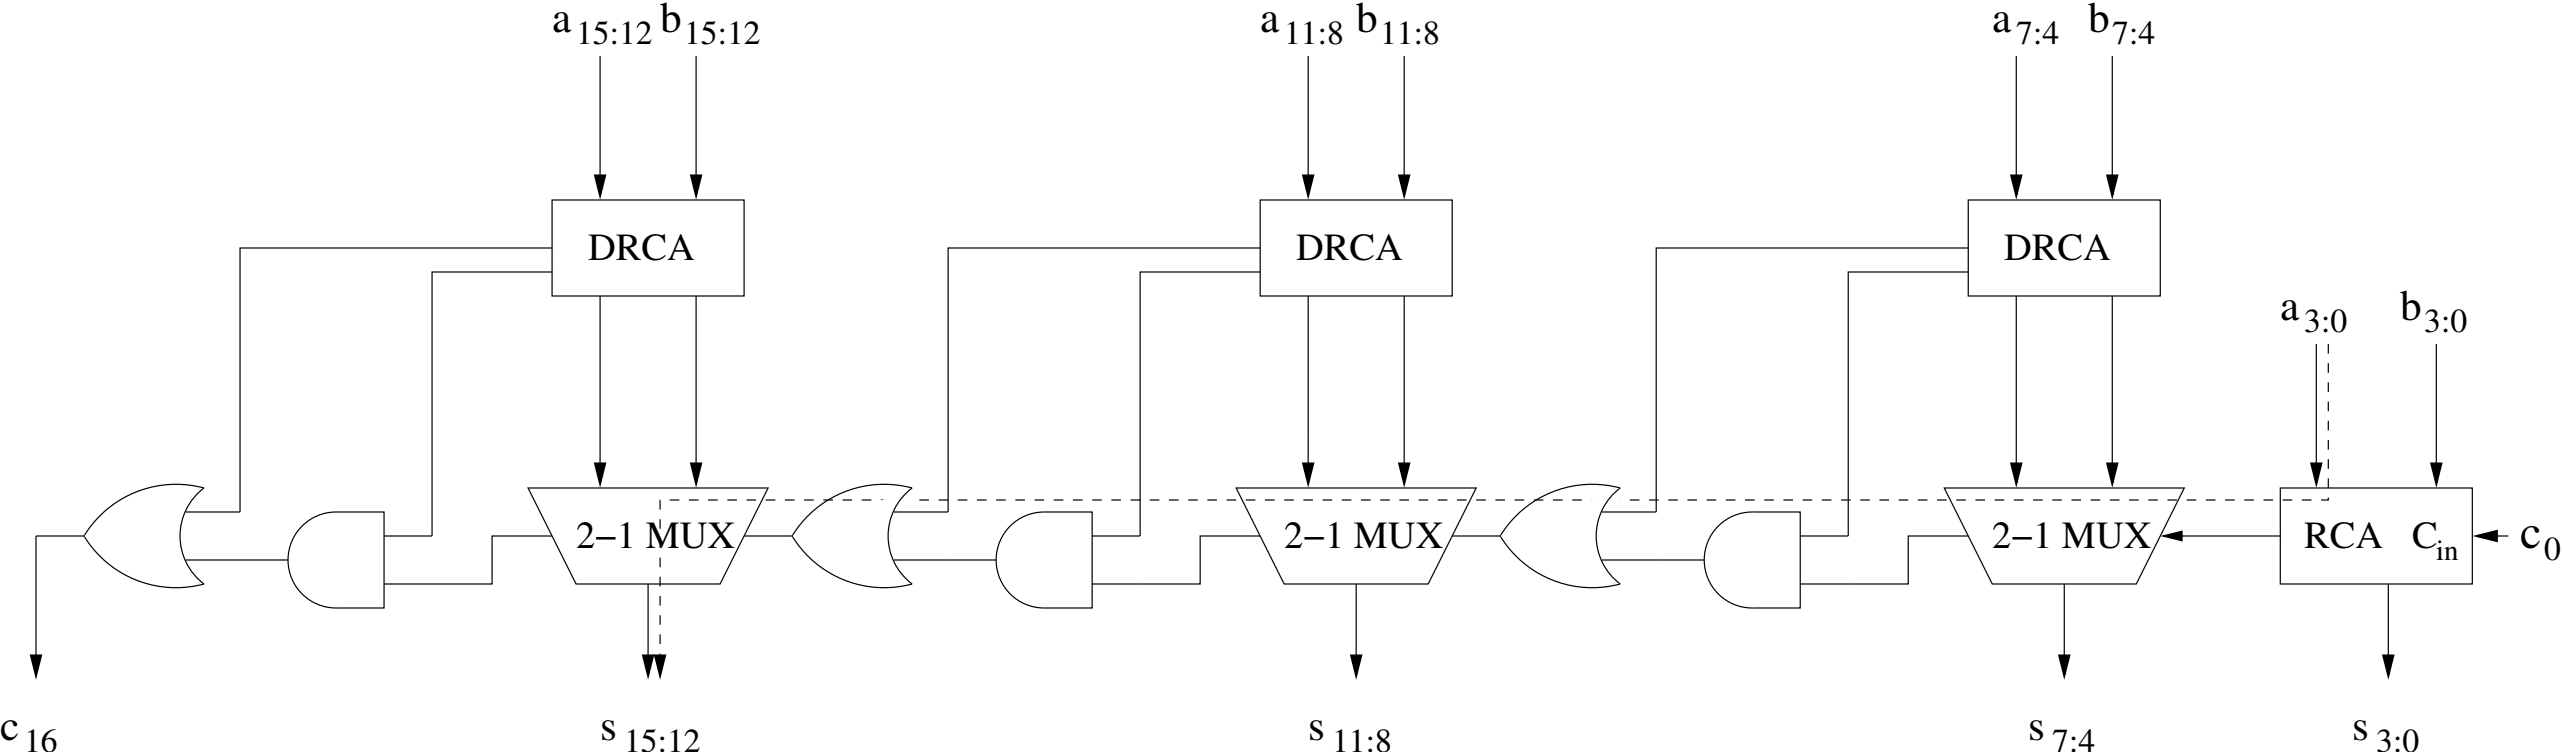 a 15:12 b 15:12 a 11:8 b 11:8 a 7:4 b 7:4
DRCA DRCA DRCA
a 3:0 b 3:0
2−1 MUX 2−1 MUX 2−1 MUX RCA C in c 0
c 16 s 15:12 s 11:8 s 7:4 s 3:0